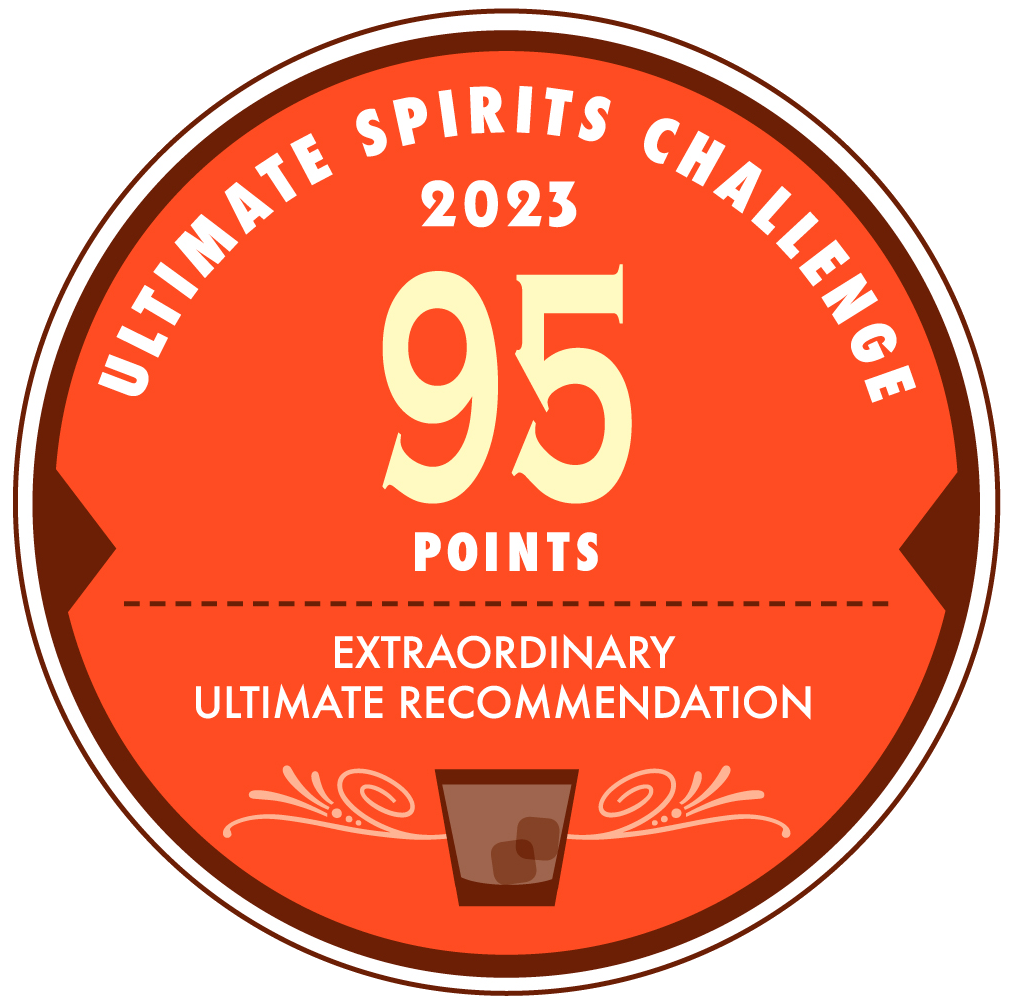 ULTIMATE SPIRITS CHALLENGE
2023
95
POINTS
EXTRAORDINARY
ULTIMATE RECOMMENDATION